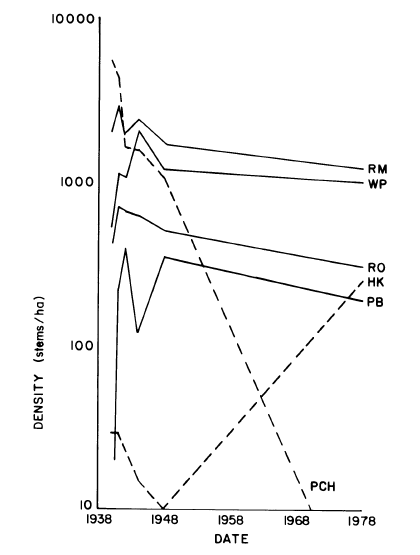 10000
RM
WP
1000
RO
HK
PB
100
DENSITY (stems/ha)
PCH
10
1938 1948 1958 1968 1978
DATE